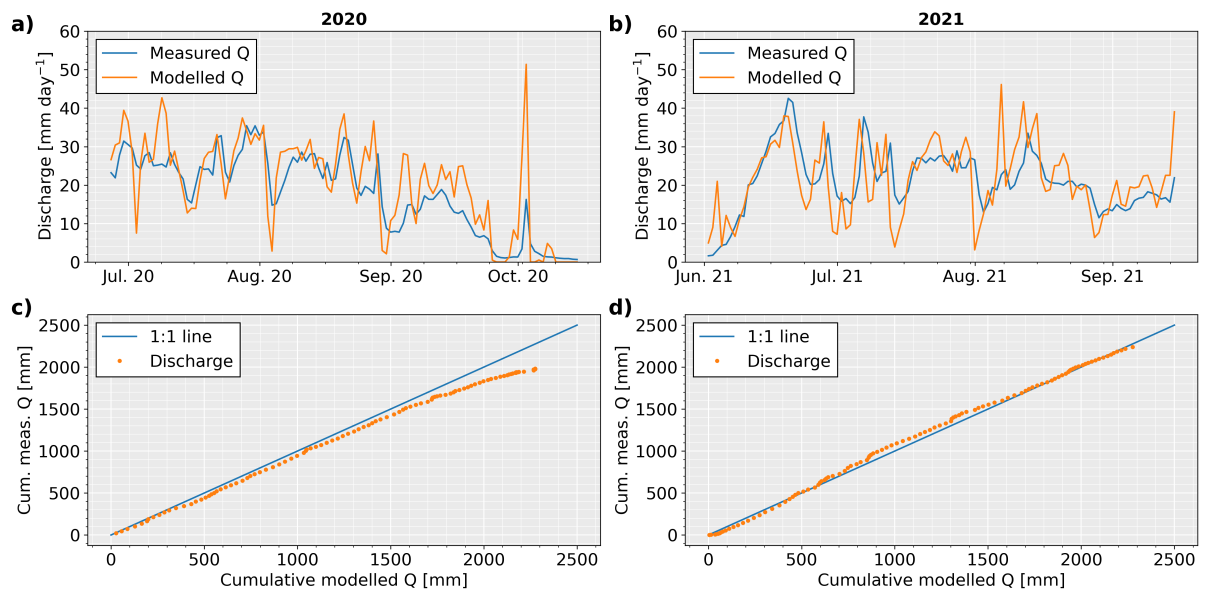 a)
2020
Discharge [mm day⁻¹]
60
50
40
30
20
10
0
Measured Q
Modelled Q
Jul. 20 Aug. 20 Sep. 20 Oct. 20
b)
2021
Discharge [mm day⁻¹]
60
50
40
30
20
10
0
Measured Q
Modelled Q
Jun. 21 Jul. 21 Aug. 21 Sep. 21
c)
Cum. meas. Q [mm]
2500
2000
1500
1000
500
0
1:1 line
Discharge
0 500 1000 1500 2000 2500
Cumulative modelled Q [mm]
d)
Cum. meas. Q [mm]
2500
2000
1500
1000
500
0
1:1 line
Discharge
0 500 1000 1500 2000 2500
Cumulative modelled Q [mm]